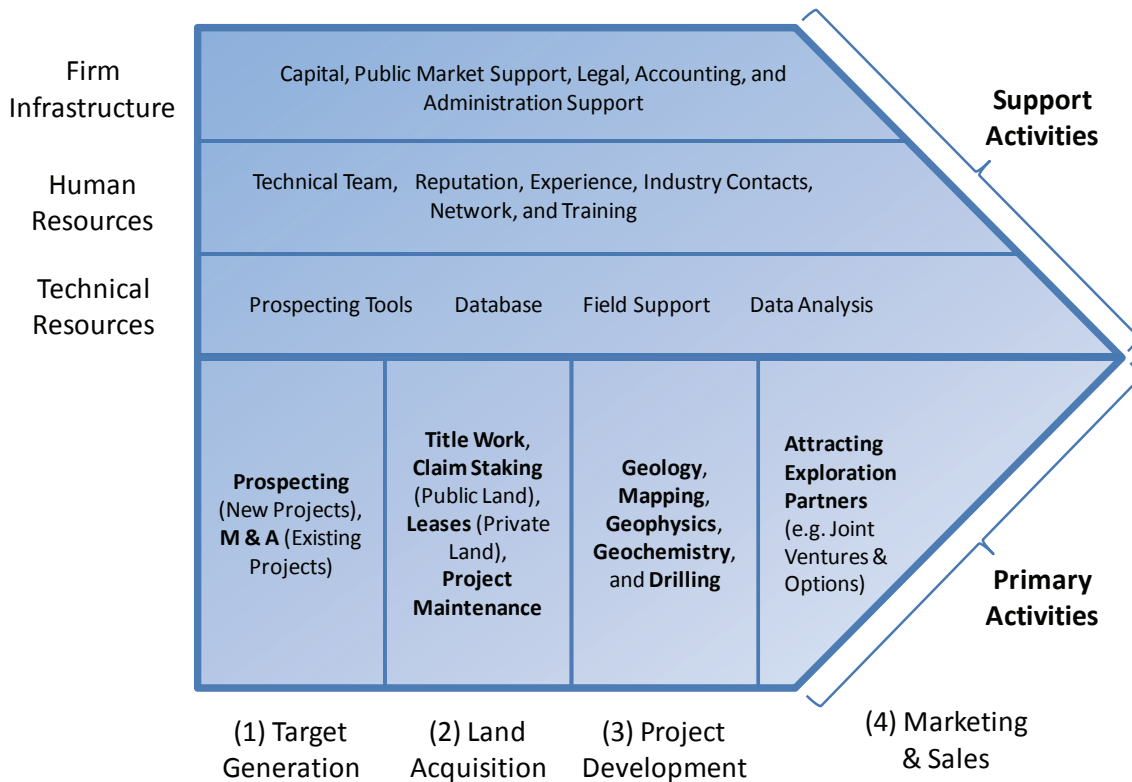 Firm
Infrastructure
Capital, Public Market Support, Legal, Accounting, and
Administration Support
Support
Activities
Human
Resources
Technical Team, Reputation, Experience, Industry Contacts,
Network, and Training
Technical
Resources
Prospecting Tools Database Field Support Data Analysis
Prospecting
(New Projects),
M & A (Existing
Projects)
Title Work,
Claim Staking
(Public Land),
Leases (Private
Land),
Project
Maintenance
Geology,
Mapping,
Geophysics,
Geochemistry,
and Drilling
Attracting
Exploration
Partners
(e.g. Joint
Ventures &
Options)
Primary
Activities
(1) Target
Generation
(2) Land
Acquisition
(3) Project
Development
(4) Marketing
& Sales